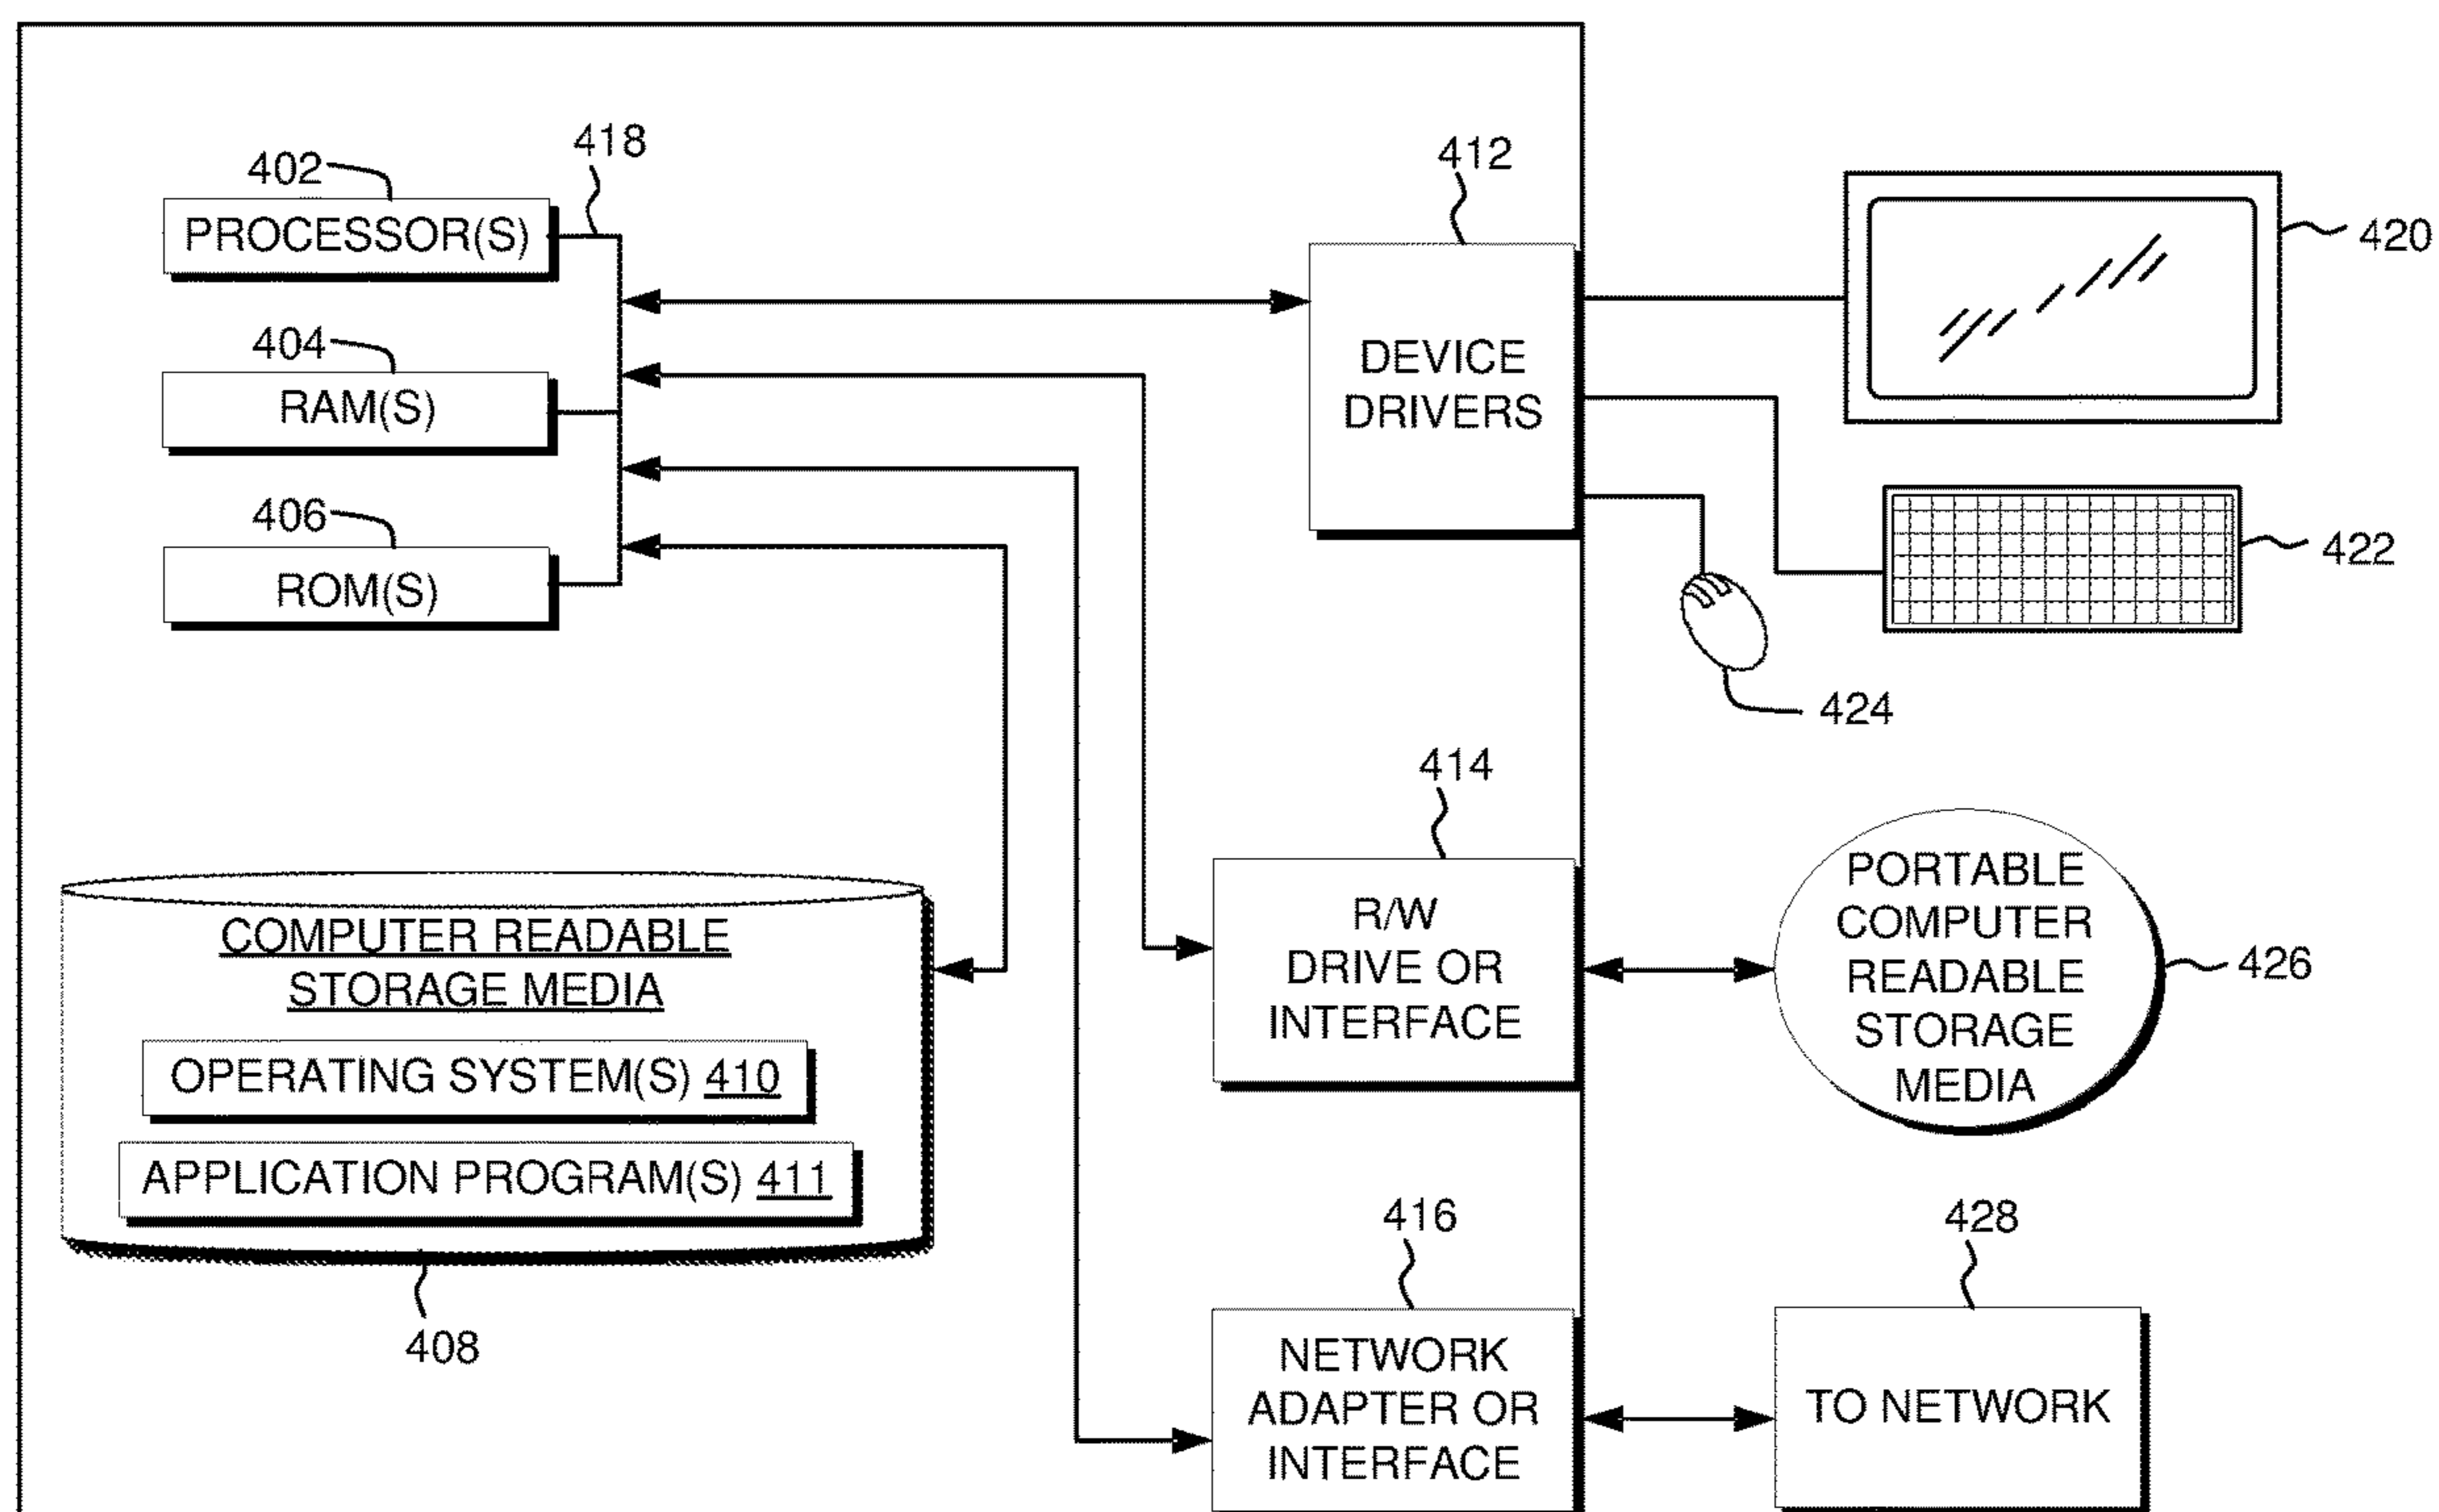 418
402
PROCESSOR(S)
404
RAM(S)
406
ROM(S)
412
DEVICE
DRIVERS
420
422
424
414
R/W
DRIVE OR
INTERFACE
PORTABLE
COMPUTER
READABLE
STORAGE
MEDIA
426
COMPUTER READABLE
STORAGE MEDIA
OPERATING SYSTEM(S) 410
APPLICATION PROGRAM(S) 411
408
416
NETWORK
ADAPTER OR
INTERFACE
428
TO NETWORK